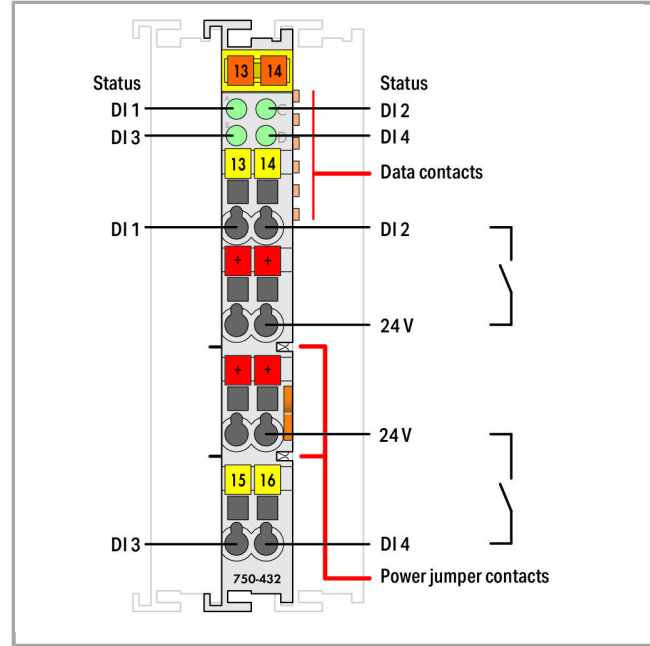 13 14
Status Status
A C
DI 1 DI 2
B D
DI 3 DI 4
13 14
Data contacts
DI 1 DI 2
+ +
24 V
+ +
24 V
15 16
DI 3 DI 4
750-432
Power jumper contacts